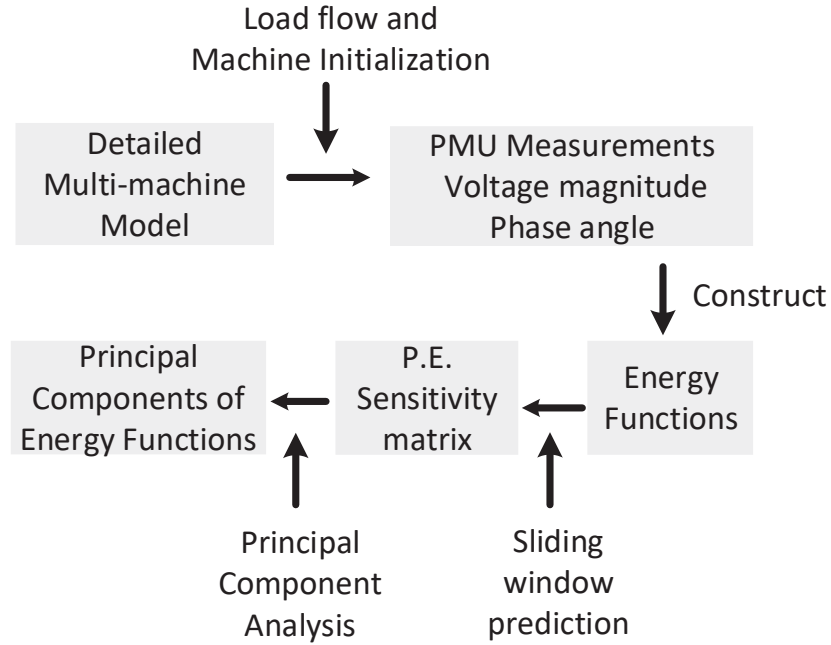 Load flow and
Machine Initialization
Detailed
Multi-machine
Model
PMU Measurements
Voltage magnitude
Phase angle
Construct
Principal
Components of
Energy Functions
P.E.
Sensitivity
matrix
Energy
Functions
Principal
Component
Analysis
Sliding
window
prediction